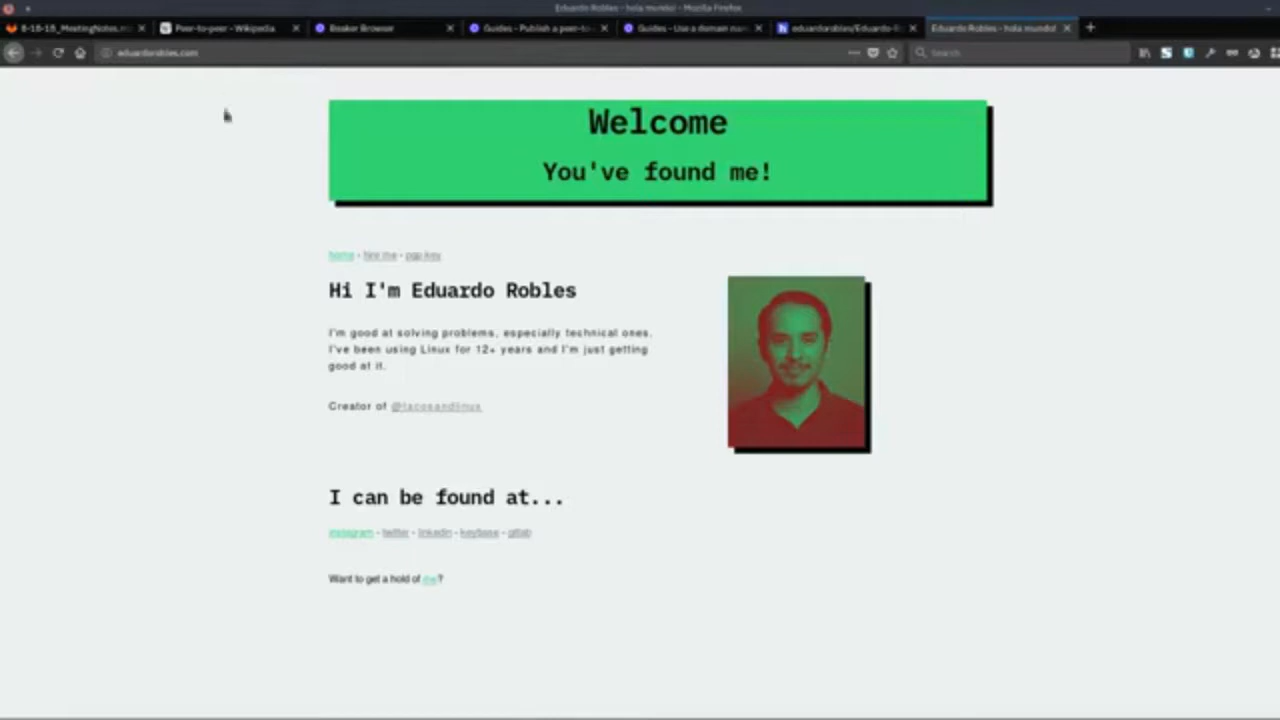 Eduardo Robles - hola mundo! - Mozilla Firefox
8-18-18_MeetingNotes.m
Peer-to-peer - Wikipedia
Beaker Browser
Guides - Publish a peer-to-
Guides - Use a domain na
eduardorobles/Eduardo-R
Eduardo Robles - hola mundo!
eduardorobles.com
Search
Welcome
You've found me!
home - hire me - pgp key
Hi I'm Eduardo Robles
I'm good at solving problems, especially technical ones.
I've been using Linux for 12+ years and I'm just getting
good at it.
Creator of @tacosandlinux
I can be found at...
instagram - twitter - linkedin - keybase - gitlab
Want to get a hold of me?